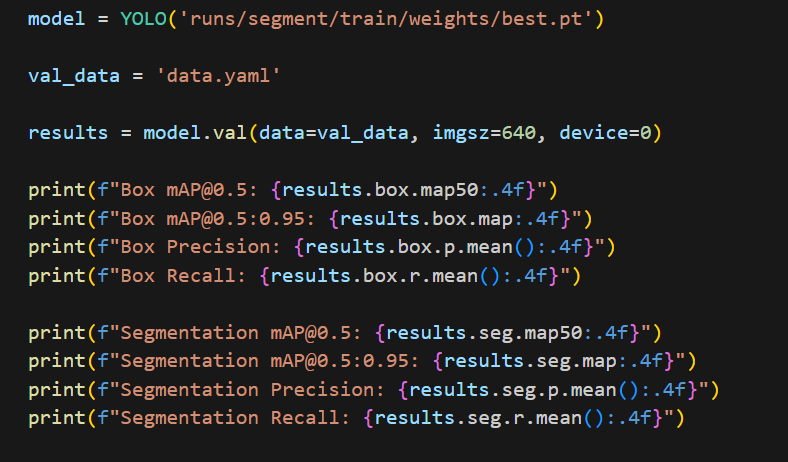 model = YOLO('runs/segment/train/weights/best.pt')
val_data = 'data.yaml'
results = model.val(data=val_data, imgsz=640, device=0)
print(f"Box mAP@0.5: {results.box.map50:.4f}")
print(f"Box mAP@0.5:0.95: {results.box.map:.4f}")
print(f"Box Precision: {results.box.p.mean():.4f}")
print(f"Box Recall: {results.box.r.mean():.4f}")
print(f"Segmentation mAP@0.5: {results.seg.map50:.4f}")
print(f"Segmentation mAP@0.5:0.95: {results.seg.map:.4f}")
print(f"Segmentation Precision: {results.seg.p.mean():.4f}")
print(f"Segmentation Recall: {results.seg.r.mean():.4f}")